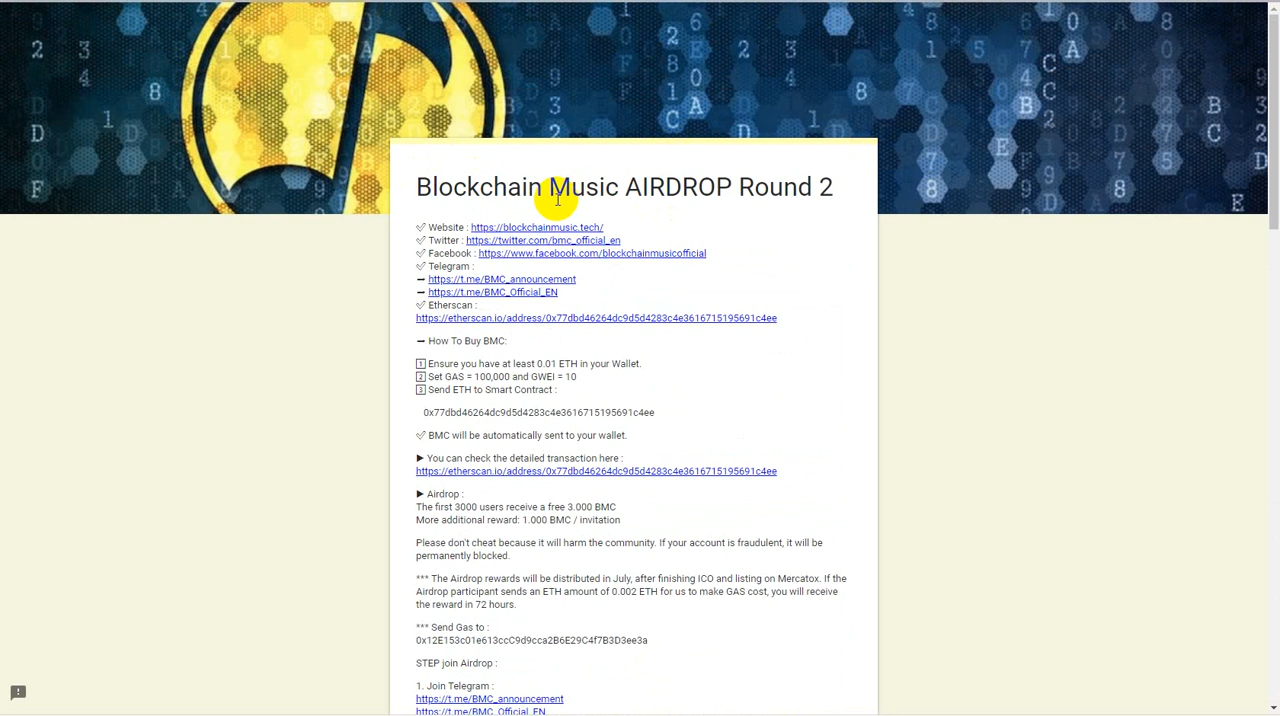 Blockchain Music AIRDROP Round 2
✅ Website : https://blockchainmusic.tech/
✅ Twitter : https://twitter.com/bmc_official_en
✅ Facebook : https://www.facebook.com/blockchainmusicofficial
✅ Telegram :
➖ https://t.me/BMC_announcement
➖ https://t.me/BMC_Official_EN
✅ Etherscan :
https://etherscan.io/address/0x77dbd46264dc9d5d4283c4e3616715195691c4ee
➖ How To Buy BMC:
1️⃣ Ensure you have at least 0.01 ETH in your Wallet.
2️⃣ Set GAS = 100,000 and GWEI = 10
3️⃣ Send ETH to Smart Contract :
0x77dbd46264dc9d5d4283c4e3616715195691c4ee
✅ BMC will be automatically sent to your wallet.
▶ You can check the detailed transaction here :
https://etherscan.io/address/0x77dbd46264dc9d5d4283c4e3616715195691c4ee
▶ Airdrop :
The first 3000 users receive a free 3.000 BMC
More additional reward: 1.000 BMC / invitation
Please don't cheat because it will harm the community. If your account is fraudulent, it will be
permanently blocked.
*** The Airdrop rewards will be distributed in July, after finishing ICO and listing on Mercatox. If the
Airdrop participant sends an ETH amount of 0.002 ETH for us to make GAS cost, you will receive
the reward in 72 hours.
*** Send Gas to :
0x12E153c01e613ccC9d9cca2B6E29C4f7B3D3ee3a
STEP join Airdrop :
1. Join Telegram :
https://t.me/BMC_announcement
https://t.me/BMC_Official_EN